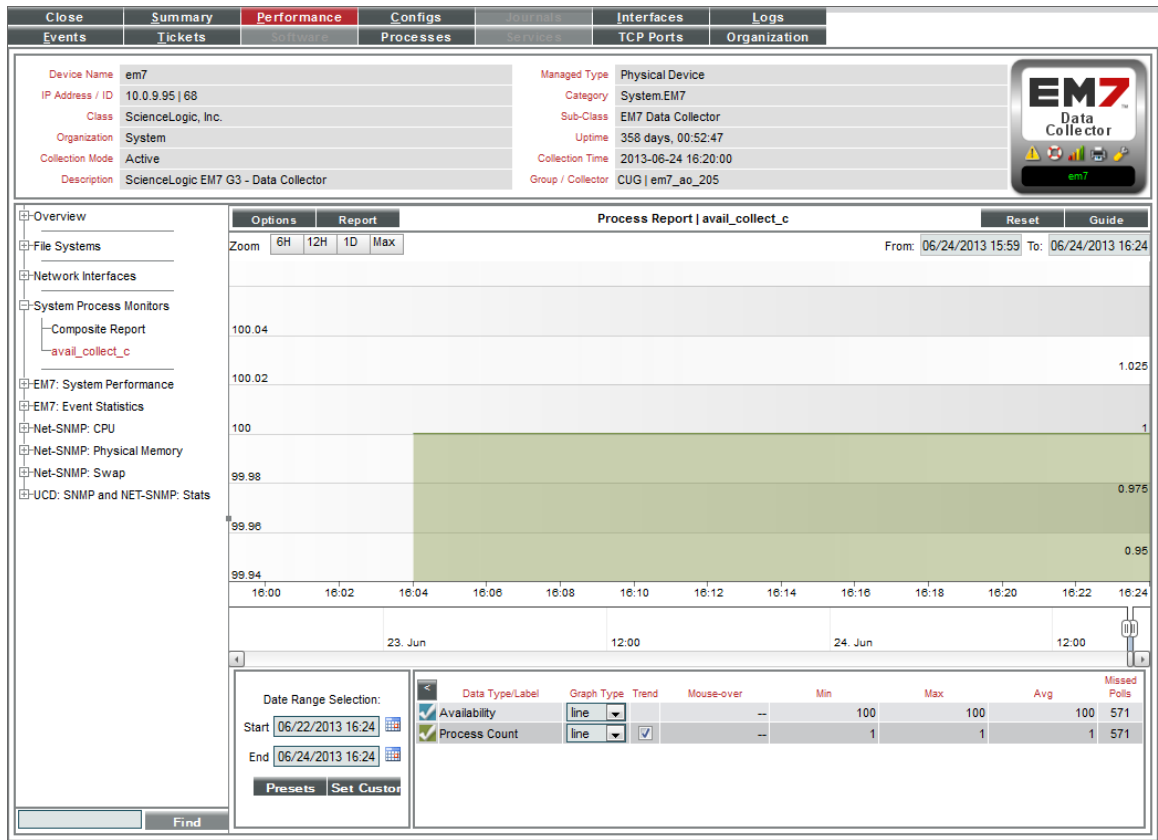 Close Summary Performance Configs Journals Interfaces Logs
Events Tickets Software Processes Services TCP Ports Organization
Device Name em7 Managed Type Physical Device
IP Address / ID 10.0.9.95 | 68 Category System.EM7
Class ScienceLogic, Inc. Sub-Class EM7 Data Collector
Organization System Uptime 358 days, 00:52:47
Collection Mode Active Collection Time 2013-06-24 16:20:00
Description ScienceLogic EM7 G3 - Data Collector Group / Collector CUG | em7_ao_205
EM7
Data
Collector
em7
Overview
File Systems
Network Interfaces
System Process Monitors
Composite Report
avail_collect_c
EM7: System Performance
EM7: Event Statistics
Net-SNMP: CPU
Net-SNMP: Physical Memory
Net-SNMP: Swap
UCD: SNMP and NET-SNMP: Stats
Find
Options Report Process Report | avail_collect_c Reset Guide
Zoom 6H 12H 1D Max From: 06/24/2013 15:59 To: 06/24/2013 16:24
100.04
1.025
100.02
100 1
99.98
0.975
99.96
0.95
99.94
16:00 16:02 16:04 16:06 16:08 16:10 16:12 16:14 16:16 16:18 16:20 16:22 16:24
23. Jun 12:00 24. Jun 12:00
Date Range Selection:
Start 06/22/2013 16:24
End 06/24/2013 16:24
Presets Set Custor
< Data Type/Label Graph Type Trend Mouse-over Min Max Avg Missed Polls
Availability line -- 100 100 100 571
Process Count line -- 1 1 1 571